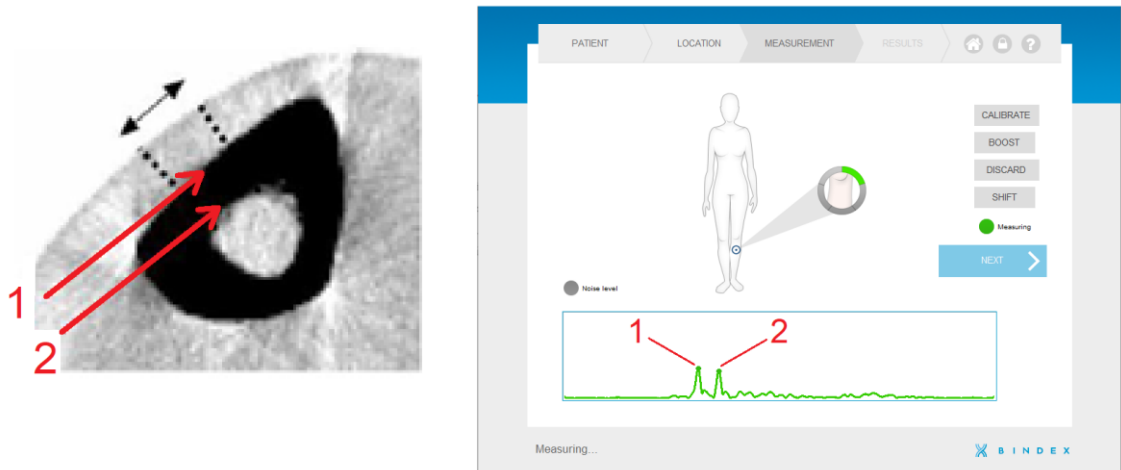 1
2
PATIENT
LOCATION
MEASUREMENT
RESULTS
?
CALIBRATE
BOOST
DISCARD
SHIFT
Measuring
NEXT
Noise level
1
2
Measuring...
BINDEX